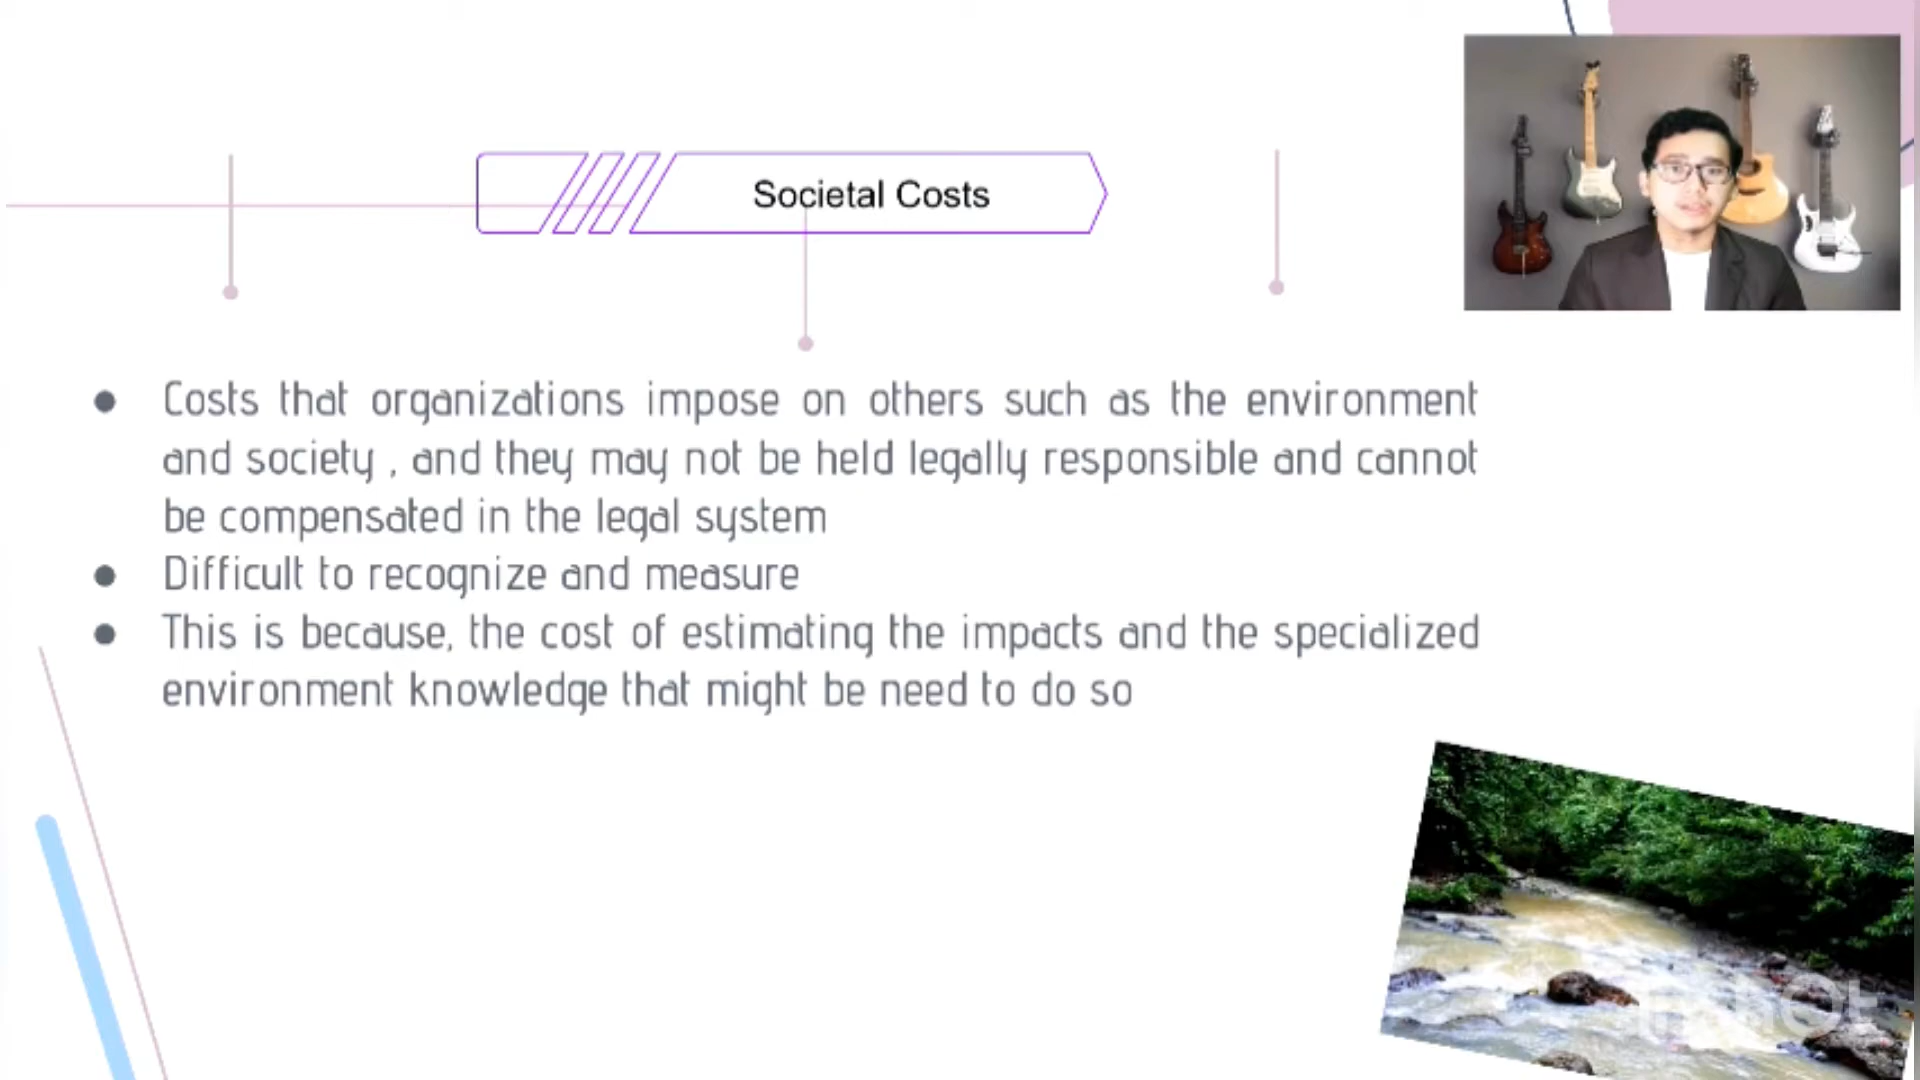 Societal Costs
● Costs that organizations impose on others such as the environment
and society , and they may not be held legally responsible and cannot
be compensated in the legal system
● Difficult to recognize and measure
● This is because, the cost of estimating the impacts and the specialized
environment knowledge that might be need to do so